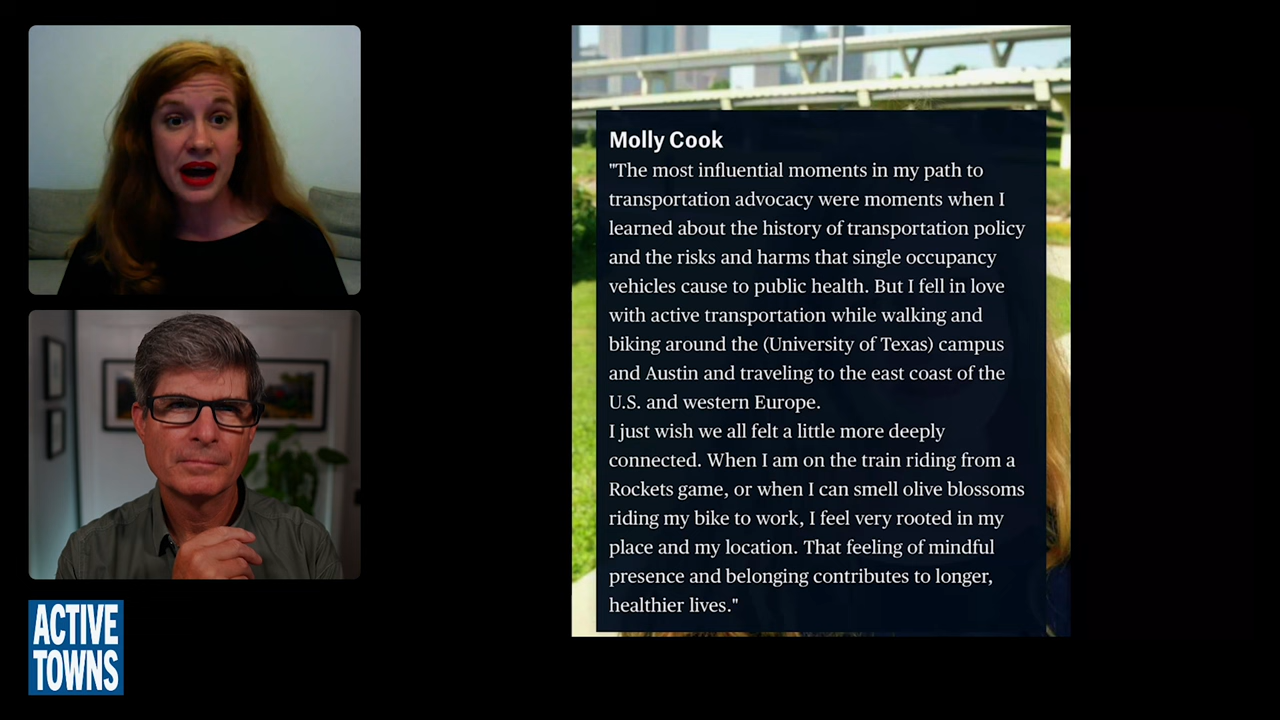 Molly Cook
"The most influential moments in my path to
transportation advocacy were moments when I
learned about the history of transportation policy
and the risks and harms that single occupancy
vehicles cause to public health. But I fell in love
with active transportation while walking and
biking around the (University of Texas) campus
and Austin and traveling to the east coast of the
U.S. and western Europe.
I just wish we all felt a little more deeply
connected. When I am on the train riding from a
Rockets game, or when I can smell olive blossoms
riding my bike to work, I feel very rooted in my
place and my location. That feeling of mindful
presence and belonging contributes to longer,
healthier lives."
ACTIVE
TOWNS